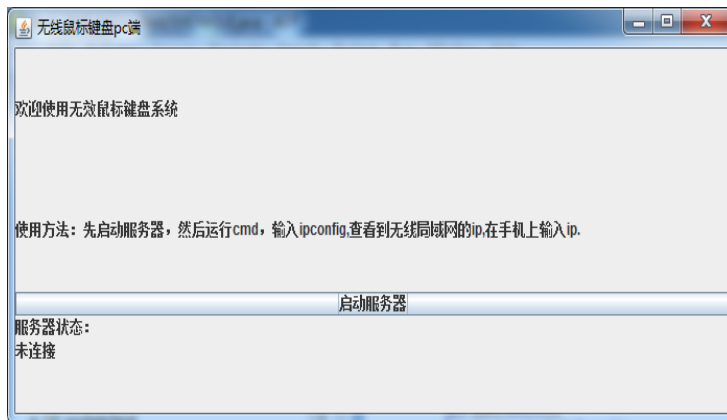 无线鼠标键盘pc端
欢迎使用无效鼠标键盘系统
使用方法：先启动服务器，然后运行cmd，输入ipconfig,查看到无线局域网的ip,在手机上输入ip.
启动服务器
服务器状态：
未连接